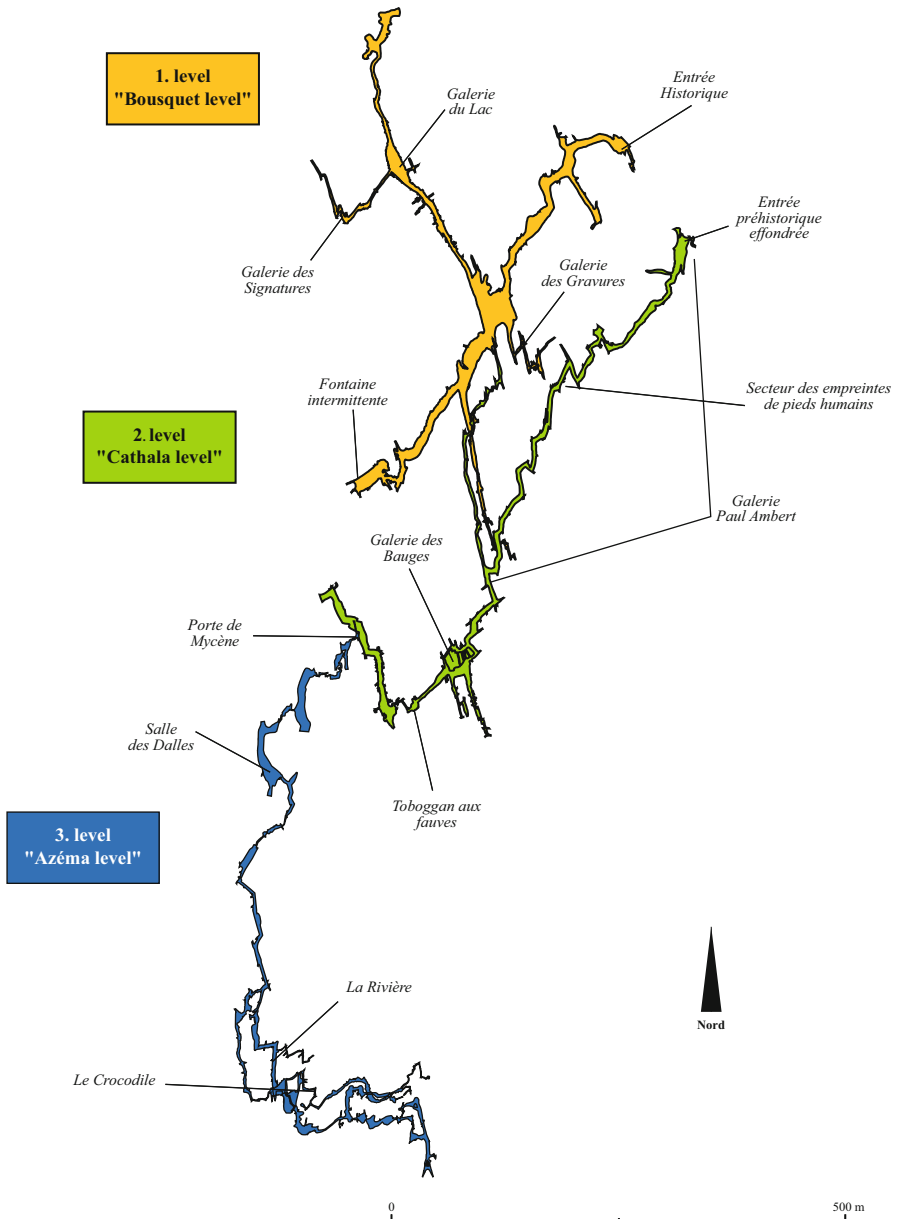 1. level
"Bousquet level"
Galerie
du Lac
Entrée
Historique
Entrée
préhistorique
effondrée
Galerie des
Signatures
Galerie
des Gravures
Fontaine
intermittente
Secteur des empreintes
de pieds humains
2. level
"Cathala level"
Galerie
Paul Ambert
Galerie des
Bauges
Porte de
Mycène
Salle
des Dalles
Toboggan aux
fauves
3. level
"Azéma level"
La Rivière
Nord
Le Crocodile
0
500 m